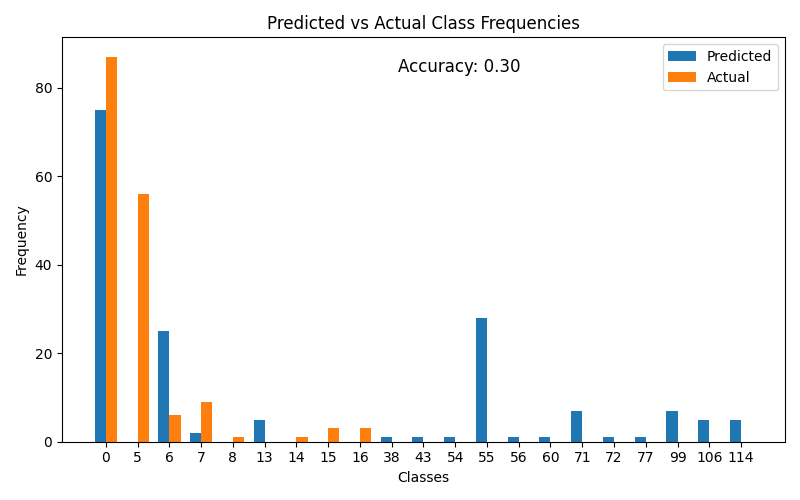 Predicted vs Actual Class Frequencies
Accuracy: 0.30
Predicted
Actual
Frequency
80
60
40
20
0
0 5 6 7 8 13 14 15 16 38 43 54 55 56 60 71 72 77 99 106 114
Classes